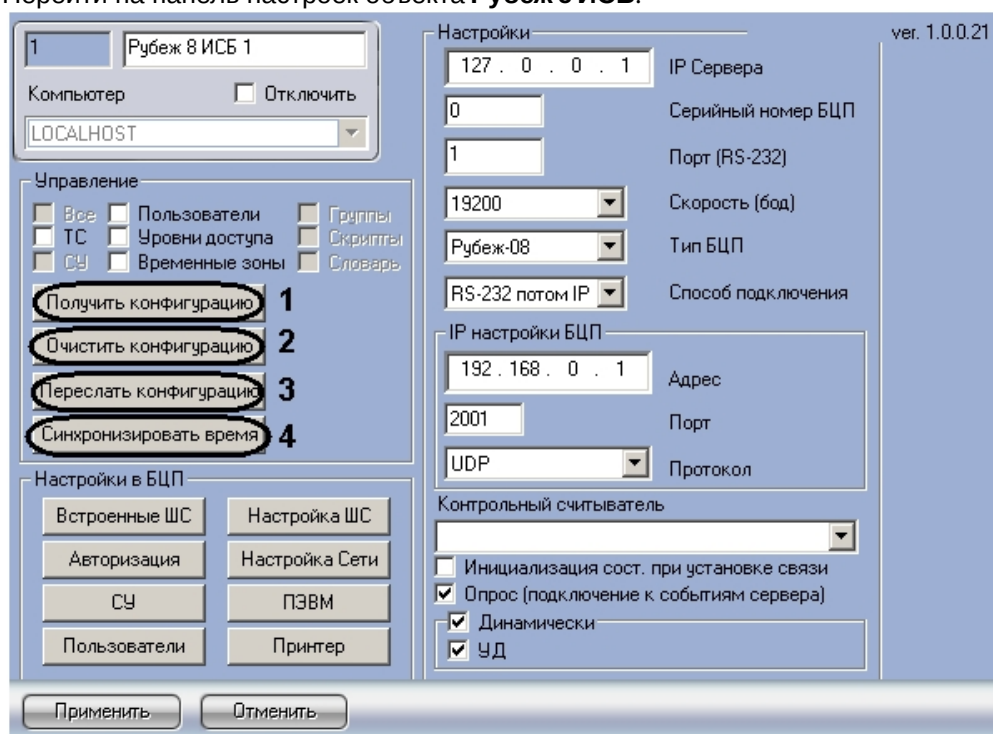 Перейти на панель настроек объекта Рубеж 8 ИСБ.
1 Рубеж 8 ИСБ 1
Компьютер Отключить
LOCALHOST
Управление
Все Пользователи Группы
ТС Уровни доступа Скрипты
СУ Временные зоны Словарь
Получить конфигурацию 1
Очистить конфигурацию 2
Переслать конфигурацию 3
Синхронизировать время 4
Настройки в БЦП
Встроенные ШС Настройка ШС
Авторизация Настройка Сети
СУ ПЭВМ
Пользователи Принтер
Настройки
127 . 0 . 0 . 1 IP Сервера
0 Серийный номер БЦП
1 Порт (RS-232)
19200 Скорость (бод)
Рубеж-08 Тип БЦП
RS-232 потом IP Способ подключения
IP настройки БЦП
192 . 168 . 0 . 1 Адрес
2001 Порт
UDP Протокол
Контрольный считыватель
Инициализация сост. при установке связи
Опрос (подключение к событиям сервера)
Динамически
УД
ver. 1.0.0.21
Применить Отменить